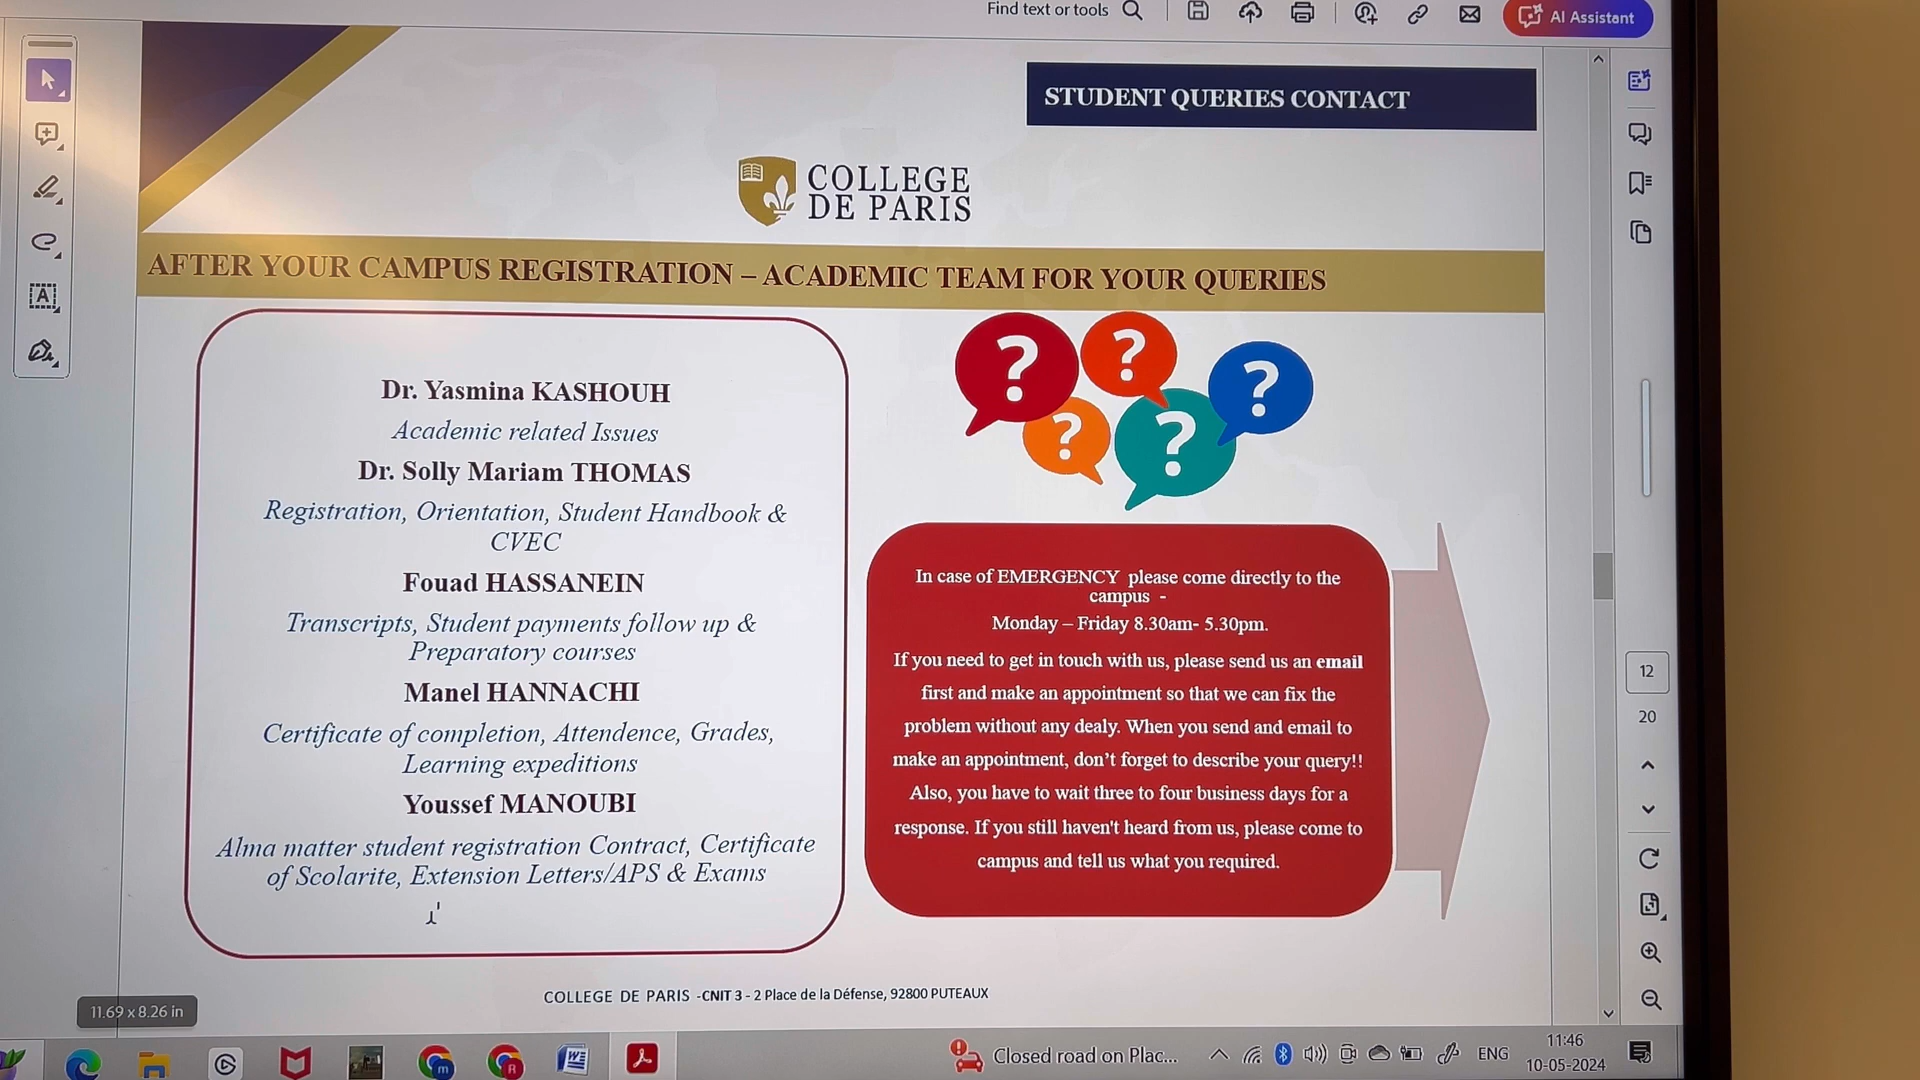 Find text or tools
AI Assistant
STUDENT QUERIES CONTACT
COLLEGE
DE PARIS
AFTER YOUR CAMPUS REGISTRATION – ACADEMIC TEAM FOR YOUR QUERIES
Dr. Yasmina KASHOUH
Academic related Issues
Dr. Solly Mariam THOMAS
Registration, Orientation, Student Handbook &
CVEC
Fouad HASSANEIN
Transcripts, Student payments follow up &
Preparatory courses
Manel HANNACHI
Certificate of completion, Attendence, Grades,
Learning expeditions
Youssef MANOUBI
Alma matter student registration Contract, Certificate
of Scolarite, Extension Letters/APS & Exams
? ? ? ? ?
In case of EMERGENCY please come directly to the
campus -
Monday – Friday 8.30am- 5.30pm.
If you need to get in touch with us, please send us an email
first and make an appointment so that we can fix the
problem without any dealy. When you send and email to
make an appointment, don't forget to describe your query!!
Also, you have to wait three to four business days for a
response. If you still haven't heard from us, please come to
campus and tell us what you required.
COLLEGE DE PARIS -CNIT 3 - 2 Place de la Défense, 92800 PUTEAUX
12
20
11.69 x 8.26 in
Closed road on Plac...
ENG
11:46
10-05-2024